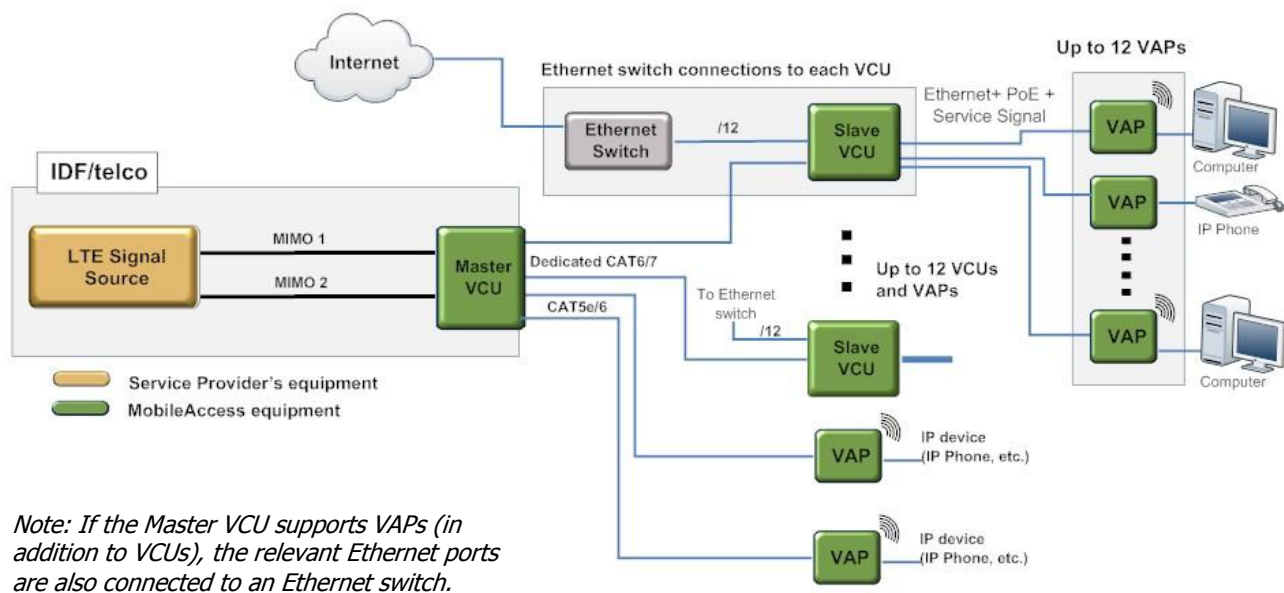 Internet
Ethernet switch connections to each VCU
Up to 12 VAPs
Ethernet+ PoE +
Service Signal
Ethernet
Switch
/12
Slave
VCU
VAP
Computer
IDF/telco
VAP
IP Phone
LTE Signal
Source
MIMO 1
MIMO 2
Master
VCU
Dedicated CAT6/7
CAT5e/6
Up to 12 VCUs
and VAPs
To Ethernet
switch
/12
Slave
VCU
VAP
Computer
Service Provider's equipment
MobileAccess equipment
VAP
IP device
(IP Phone, etc.)
Note: If the Master VCU supports VAPs (in
addition to VCUs), the relevant Ethernet ports
are also connected to an Ethernet switch.
VAP
IP device
(IP Phone, etc.)